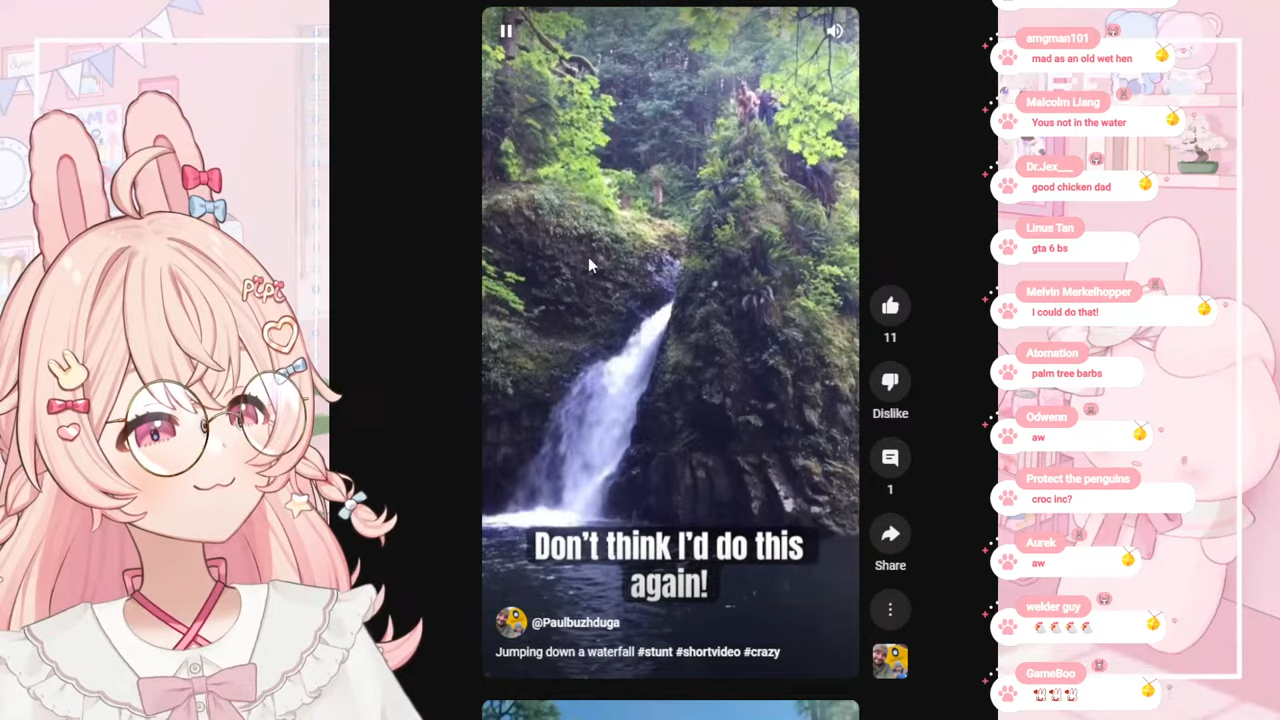 Pipi
Don't think I'd do this
again!
@Paulbuzhduga
Jumping down a waterfall #stunt #shortvideo #crazy
11
Dislike
1
Share
amgman101
mad as an old wet hen
Malcolm Liang
Yous not in the water
Dr.Jex__
good chicken dad
Linus Tan
gta 6 bs
Melvin Merkelhopper
I could do that!
Atomation
palm tree barbs
Odwenn
aw
Protect the penguins
croc inc?
Aurek
aw
welder guy
GameBoo